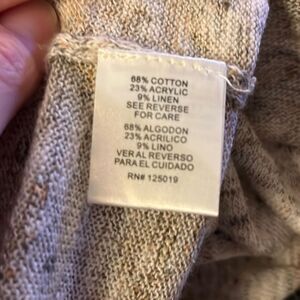 68% COTTON
23% ACRYLIC
9% LINEN
SEE REVERSE
FOR CARE
68% ALGODON
23% ACRILICO
9% LINO
VER AL REVERSO
PARA EL CUIDADO
RN# 125019